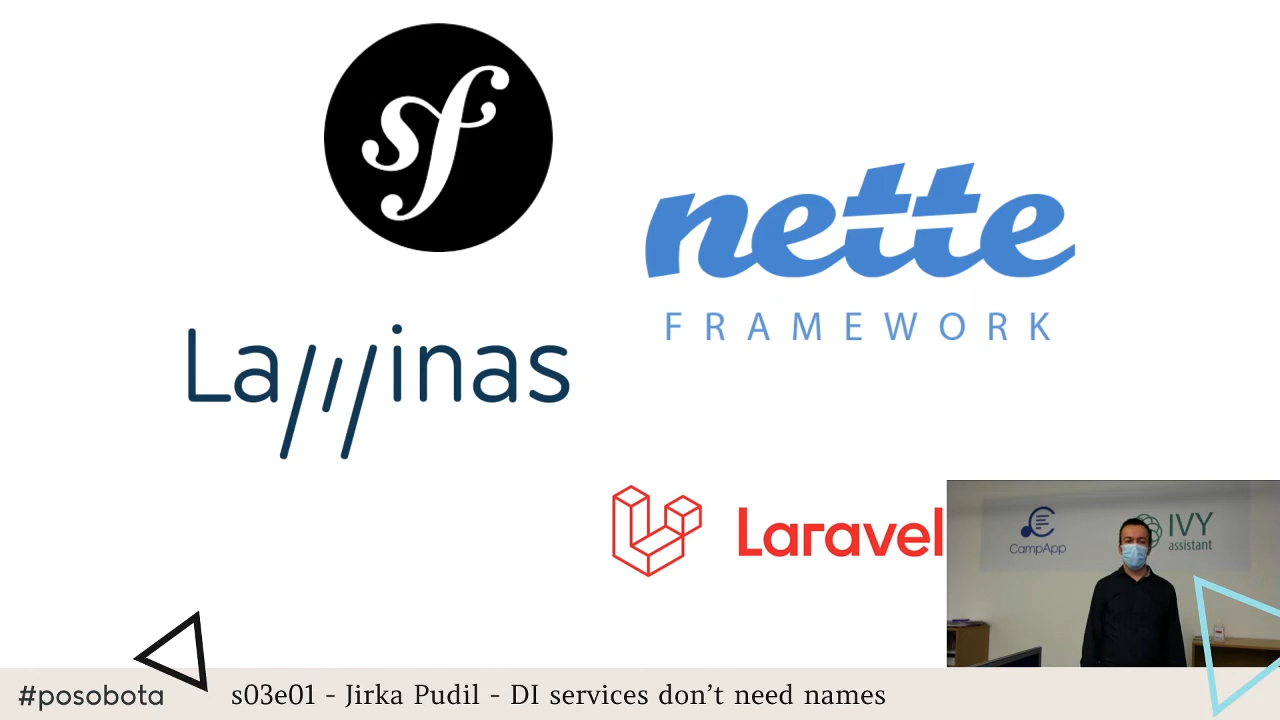 sf
nette
FRAMEWORK
Laminas
Laravel
CampApp
IVY
assistant
#posobota
s03e01 - Jirka Pudil - DI services don’t need names